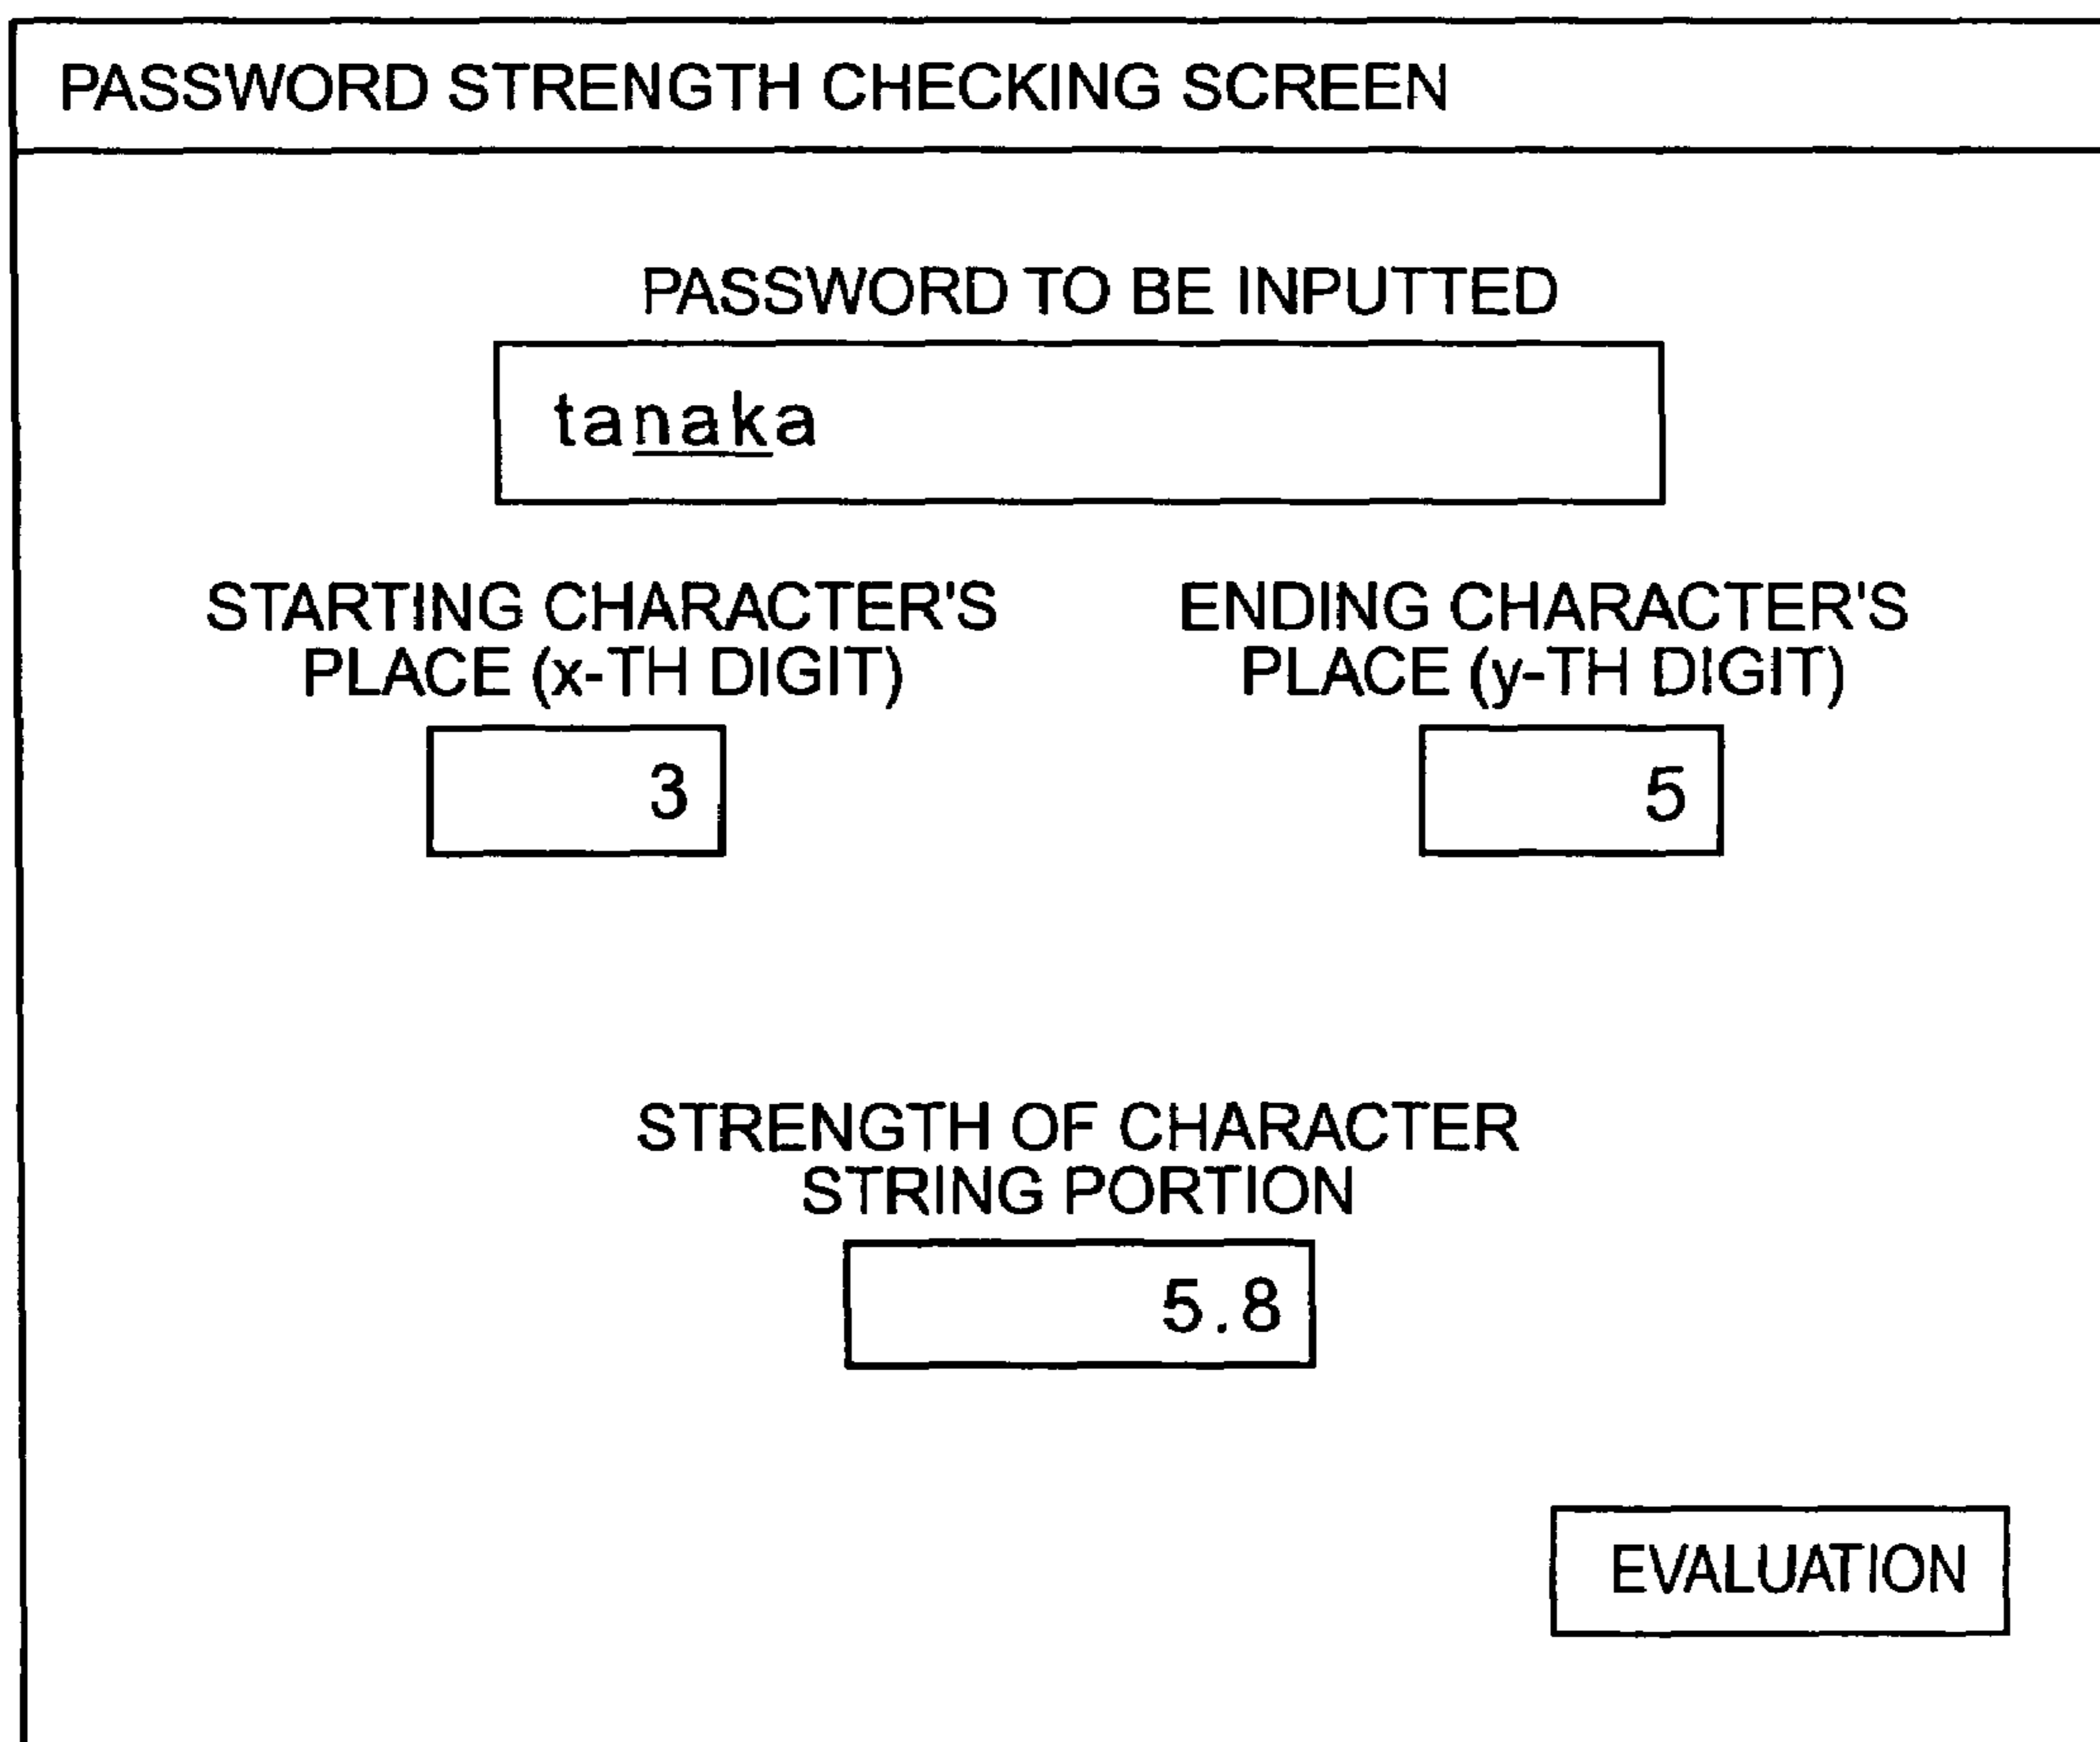 PASSWORD STRENGTH CHECKING SCREEN
PASSWORD TO BE INPUTTED
tanaka
STARTING CHARACTER'S
PLACE (x-TH DIGIT)
3
ENDING CHARACTER'S
PLACE (y-TH DIGIT)
5
STRENGTH OF CHARACTER
STRING PORTION
5.8
EVALUATION